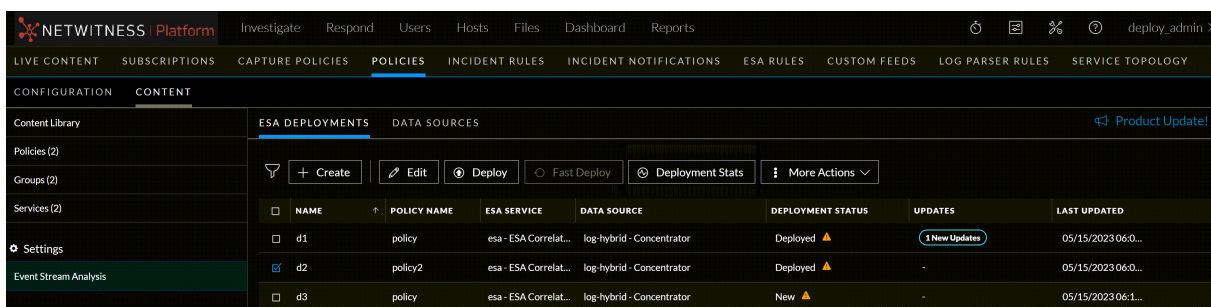 NETWITNESS Platform Investigate Respond Users Hosts Files Dashboard Reports deploy_admin
LIVE CONTENT SUBSCRIPTIONS CAPTURE POLICIES POLICIES INCIDENT RULES INCIDENT NOTIFICATIONS ESA RULES CUSTOM FEEDS LOG PARSER RULES SERVICE TOPOLOGY
CONFIGURATION CONTENT
Content Library
Policies (2)
Groups (2)
Services (2)
Settings
Event Stream Analysis
ESA DEPLOYMENTS DATA SOURCES Product Update!
+ Create Edit Deploy Fast Deploy Deployment Stats More Actions
NAME ↑ POLICY NAME ESA SERVICE DATA SOURCE DEPLOYMENT STATUS UPDATES LAST UPDATED
d1 policy esa - ESA Correlat... log-hybrid - Concentrator Deployed 1 New Updates 05/15/2023 06:0...
d2 policy2 esa - ESA Correlat... log-hybrid - Concentrator Deployed - 05/15/2023 06:0...
d3 policy esa - ESA Correlat... log-hybrid - Concentrator New - 05/15/2023 06:1...